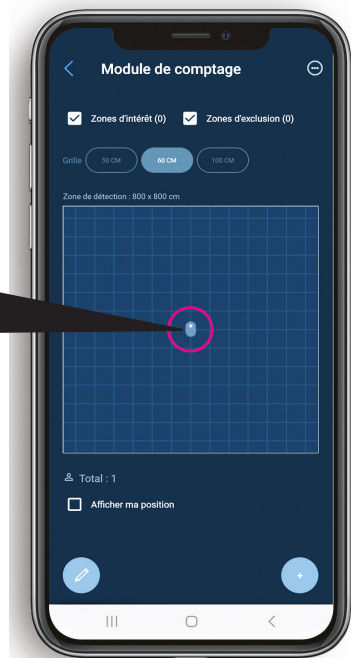 Module de comptage
Zones d'intérêt (0) Zones d'exclusion (0)
Grille 50 CM 60 CM 100 CM
Zone de détection : 800 x 800 cm
Total : 1
Afficher ma position
+